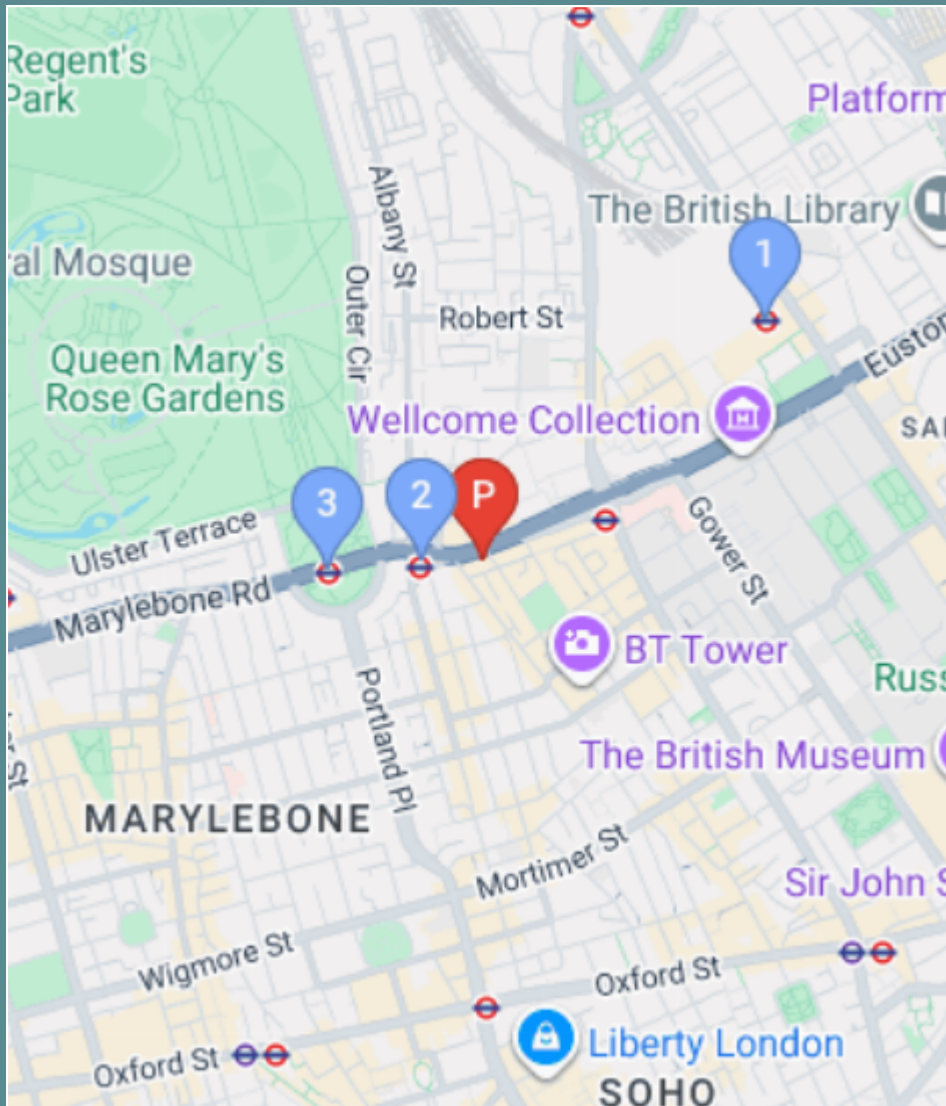 Regent's
Park
Platform
Albany St
The British Library
1
al Mosque
Outer Cir
Robert St
Euston
Queen Mary's
Rose Gardens
Wellcome Collection
3
2
P
Ulster Terrace
Gower St
Marylebone Rd
BT Tower
Portland Pl
Russ
The British Museum
MARYLEBONE
Mortimer St
Sir John S
Wigmore St
Oxford St
Liberty London
Oxford St
SOHO